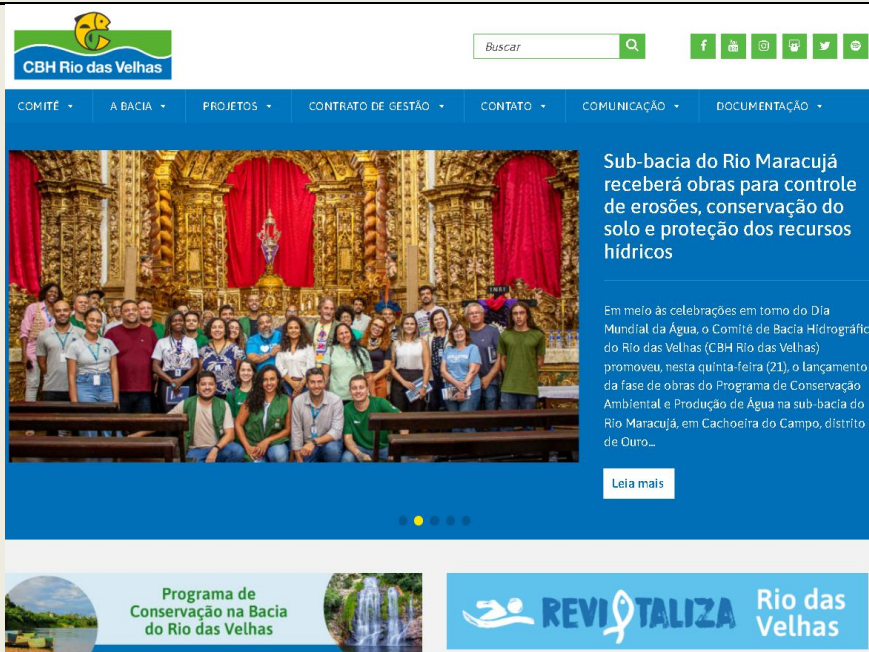 CBH Rio das Velhas
Buscar
COMITÊ
A BACIA
PROJETOS
CONTRATO DE GESTÃO
CONTATO
COMUNICAÇÃO
DOCUMENTAÇÃO
INRI
Sub-bacia do Rio Maracujá
receberá obras para controle
de erosões, conservação do
solo e proteção dos recursos
hídricos
Em meio às celebrações em torno do Dia
Mundial da Água, o Comitê de Bacia Hidrográfic
do Rio das Velhas (CBH Rio das Velhas)
promoveu, nesta quinta-feira (21), o lançamento
da fase de obras do Programa de Conservação
Ambiental e Produção de Água na sub-bacia do
Rio Maracujá, em Cachoeira do Campo, distrito
de Ouro...
Leia mais
Programa de
Conservação na Bacia
do Rio das Velhas
REVITALIZA
Rio das
Velhas